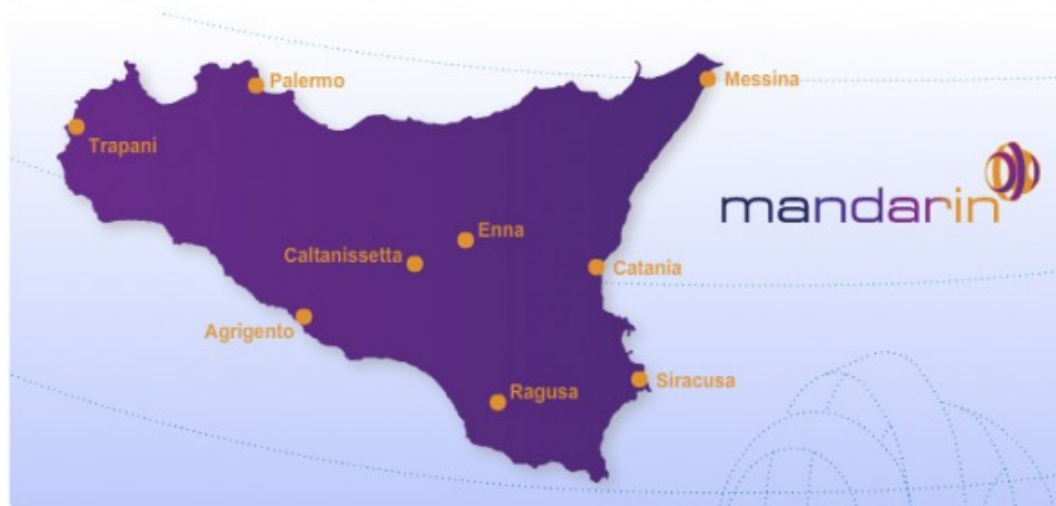 Palermo
Messina
Trapani
mandarin
Enna
Caltanissetta
Catania
Agrigento
Siracusa
Ragusa